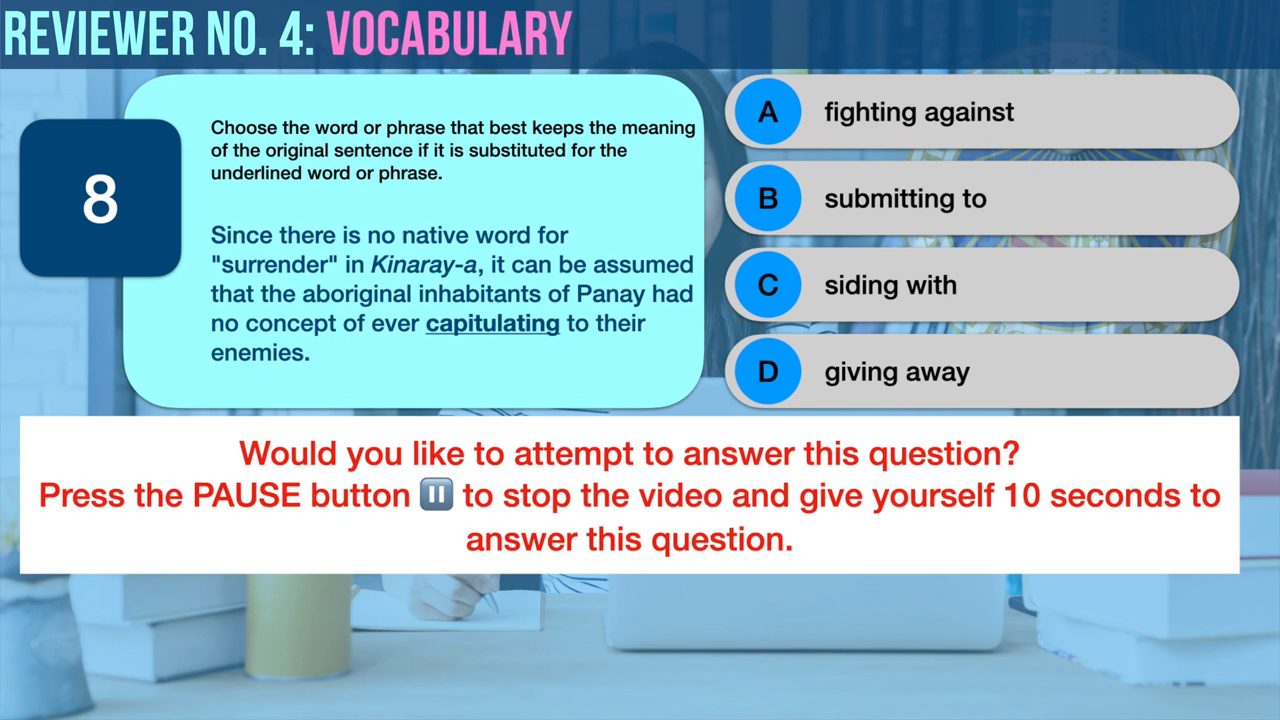 REVIEWER NO. 4: VOCABULARY
8
Choose the word or phrase that best keeps the meaning
of the original sentence if it is substituted for the
underlined word or phrase.
Since there is no native word for
"surrender" in Kinaray-a, it can be assumed
that the aboriginal inhabitants of Panay had
no concept of ever capitulating to their
enemies.
A fighting against
B submitting to
C siding with
D giving away
Would you like to attempt to answer this question?
Press the PAUSE button ⏸️ to stop the video and give yourself 10 seconds to
answer this question.